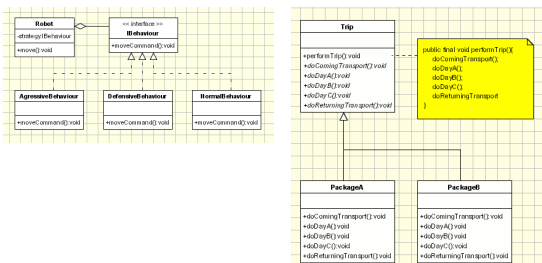 Robot
-strategy:IBehaviour
+move():void
<< interface >>
IBehaviour
+moveCommand():void
AgressiveBehaviour
+moveCommand():void
DefensiveBehaviour
+moveCommand():void
NormalBehaviour
+moveCommand():void
Trip
+performTrip():void
+doComingTransport():void
+doDayA():void
+doDayB():void
+doDayC():void
+doReturningTransport():void
public final void performTrip(){
doComingTransport();
doDayA();
doDayB();
doDayC();
doReturningTransport
}
PackageA
+doComingTransport():void
+doDayA():void
+doDayB():void
+doDayC():void
+doReturningTransport():void
PackageB
+doComingTransport():void
+doDayA():void
+doDayB():void
+doDayC():void
+doReturningTransport():void